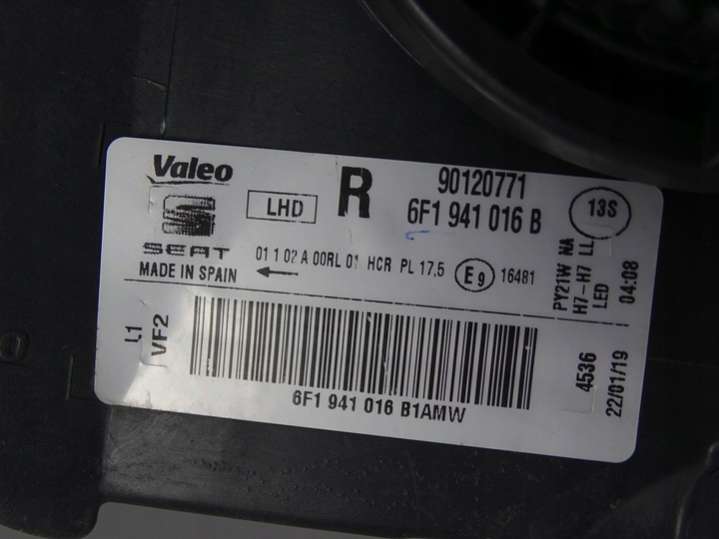 Valeo
SEAT
MADE IN SPAIN
LHD
R
90120771
6F1 941 016 B
13S
01 1 02 A 00RL 01 HCR PL 17.5
E9
16481
PY21W NA
H7-H7 LL
LED
04:08
L1
VF2
4536
22/01/19
6F1 941 016 B1AMW